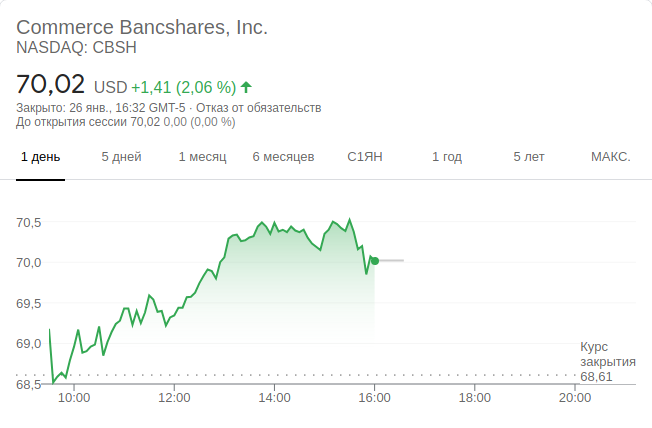 Commerce Bancshares, Inc.
NASDAQ: CBSH
70,02 USD +1,41 (2,06 %)
Закрыто: 26 янв., 16:32 GMT-5 · Отказ от обязательств
До открытия сессии 70,02 0,00 (0,00 %)
1 день 5 дней 1 месяц 6 месяцев С1ЯН 1 год 5 лет МАКС.
70,5
70,0
69,5
69,0
68,5
Курс
закрытия
68,61
10:00 12:00 14:00 16:00 18:00 20:00